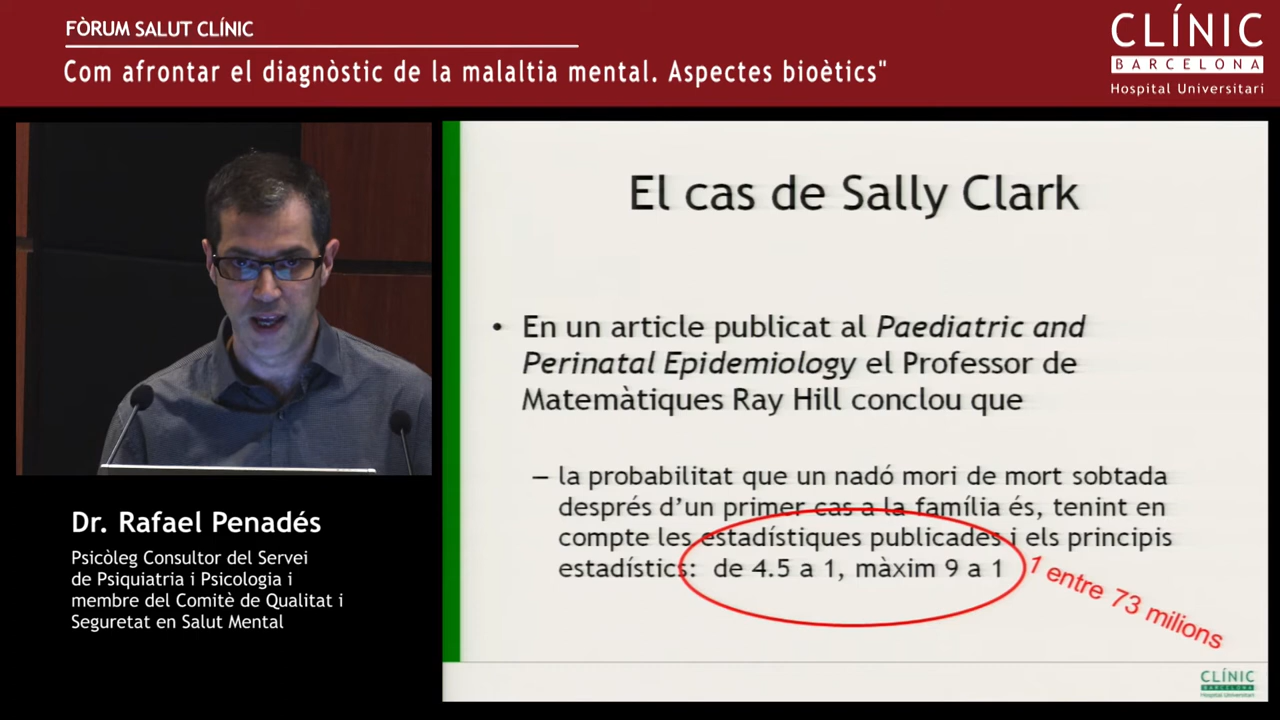 FÒRUM SALUT CLÍNIC
Com afrontar el diagnòstic de la malaltia mental. Aspectes bioètics"
CLÍNIC
BARCELONA
Hospital Universitari
El cas de Sally Clark
• En un article publicat al Paediatric and
Perinatal Epidemiology el Professor de
Matemàtiques Ray Hill conclou que
– la probabilitat que un nadó mori de mort sobtada
després d’un primer cas a la família és, tenint en
compte les estadístiques publicades i els principis
estadístics: de 4.5 a 1, màxim 9 a 1
1 entre 73 milions
Dr. Rafael Penadés
Psicòleg Consultor del Servei
de Psiquiatria i Psicologia i
membre del Comitè de Qualitat i
Seguretat en Salut Mental
CLÍNIC
BARCELONA
Hospital Universitari